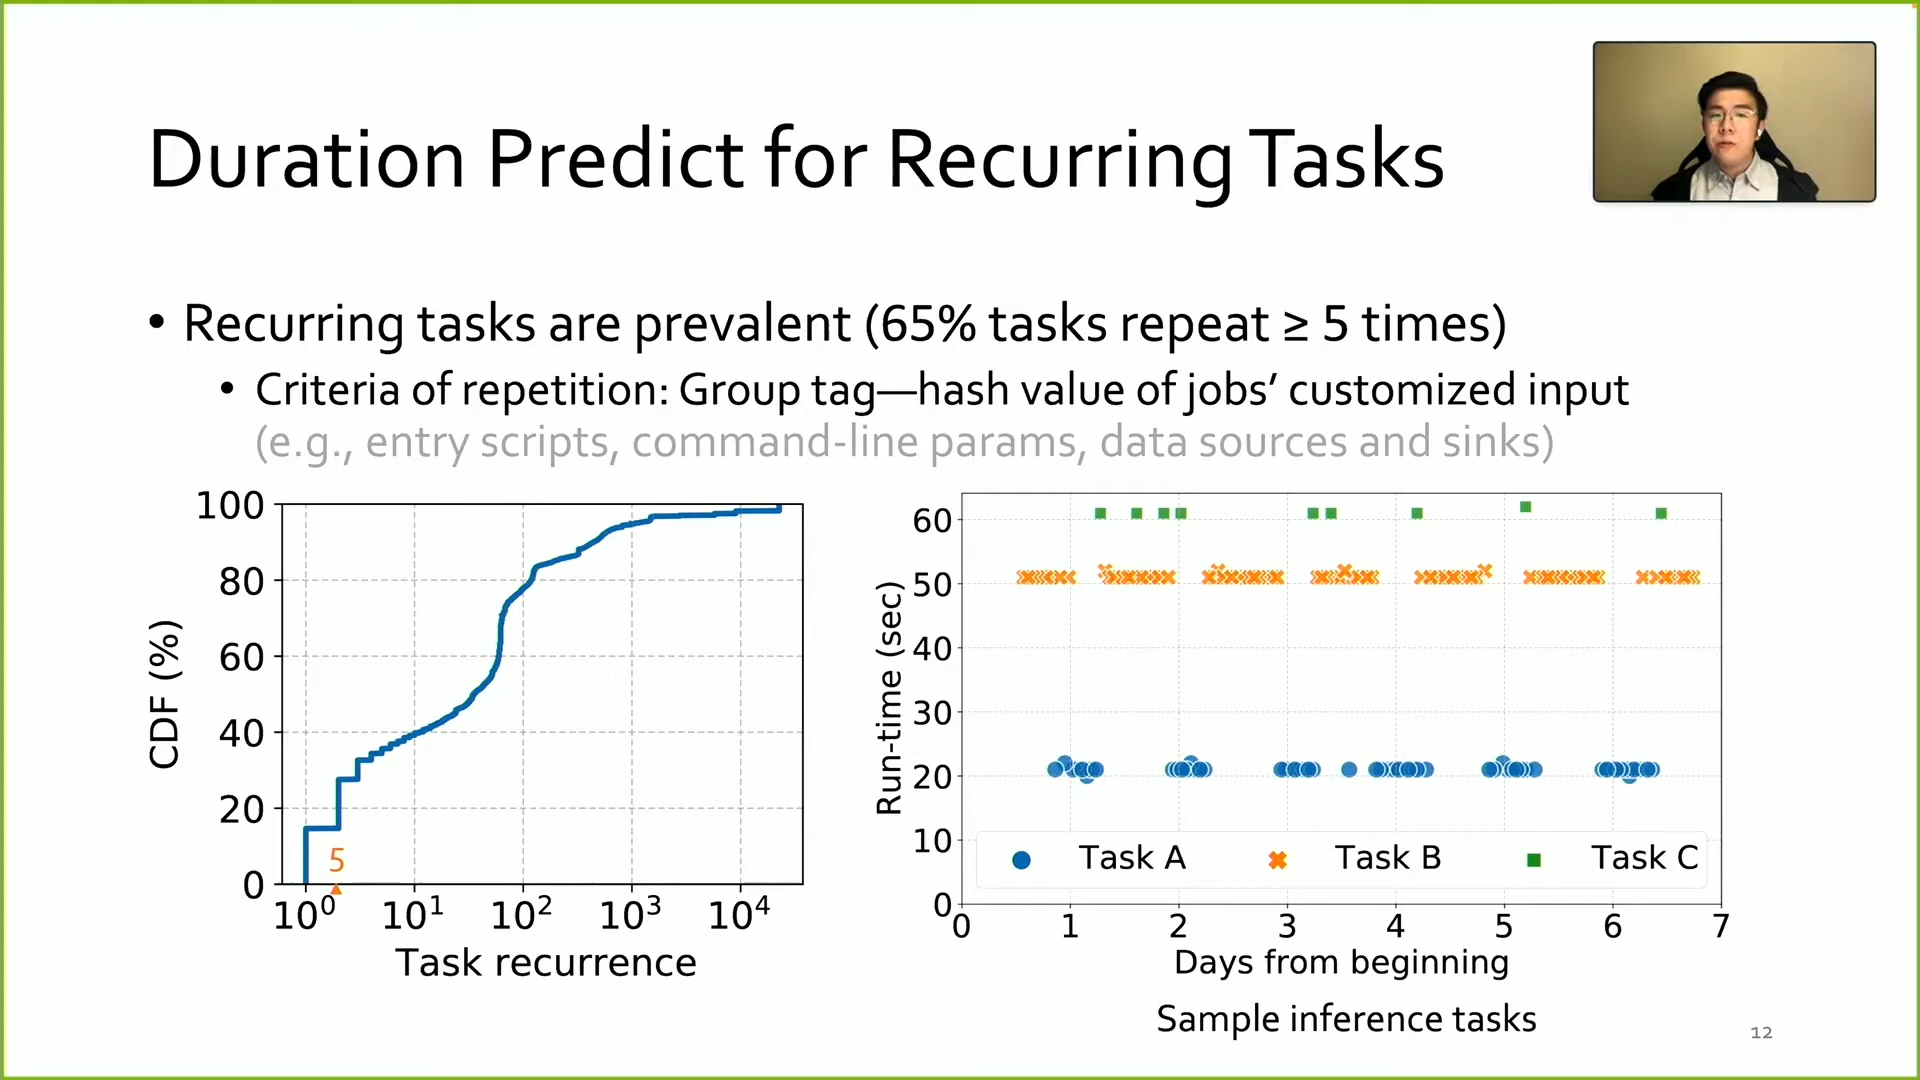 Duration Predict for Recurring Tasks
• Recurring tasks are prevalent (65% tasks repeat ≥ 5 times)
• Criteria of repetition: Group tag—hash value of jobs’ customized input
(e.g., entry scripts, command-line params, data sources and sinks)
CDF (%)
100
80
60
40
20
0
5
10⁰ 10¹ 10² 10³ 10⁴
Task recurrence
Run-time (sec)
60
50
40
30
20
10
0
Task A Task B Task C
0 1 2 3 4 5 6 7
Days from beginning
Sample inference tasks
12